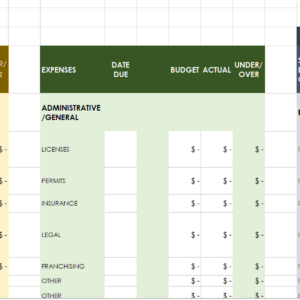 R/ EXPENSES DATE DUE BUDGET ACTUAL UNDER/ OVER
R
ADMINISTRATIVE
/GENERAL
$ - LICENSES $ - $ - $ -
$ - PERMITS $ - $ - $ -
$ - INSURANCE $ - $ - $ -
$ - LEGAL $ - $ - $ -
$ - FRANCHISING $ - $ - $ -
$ - OTHER $ - $ - $ -
$ - OTHER $ - $ - $ -